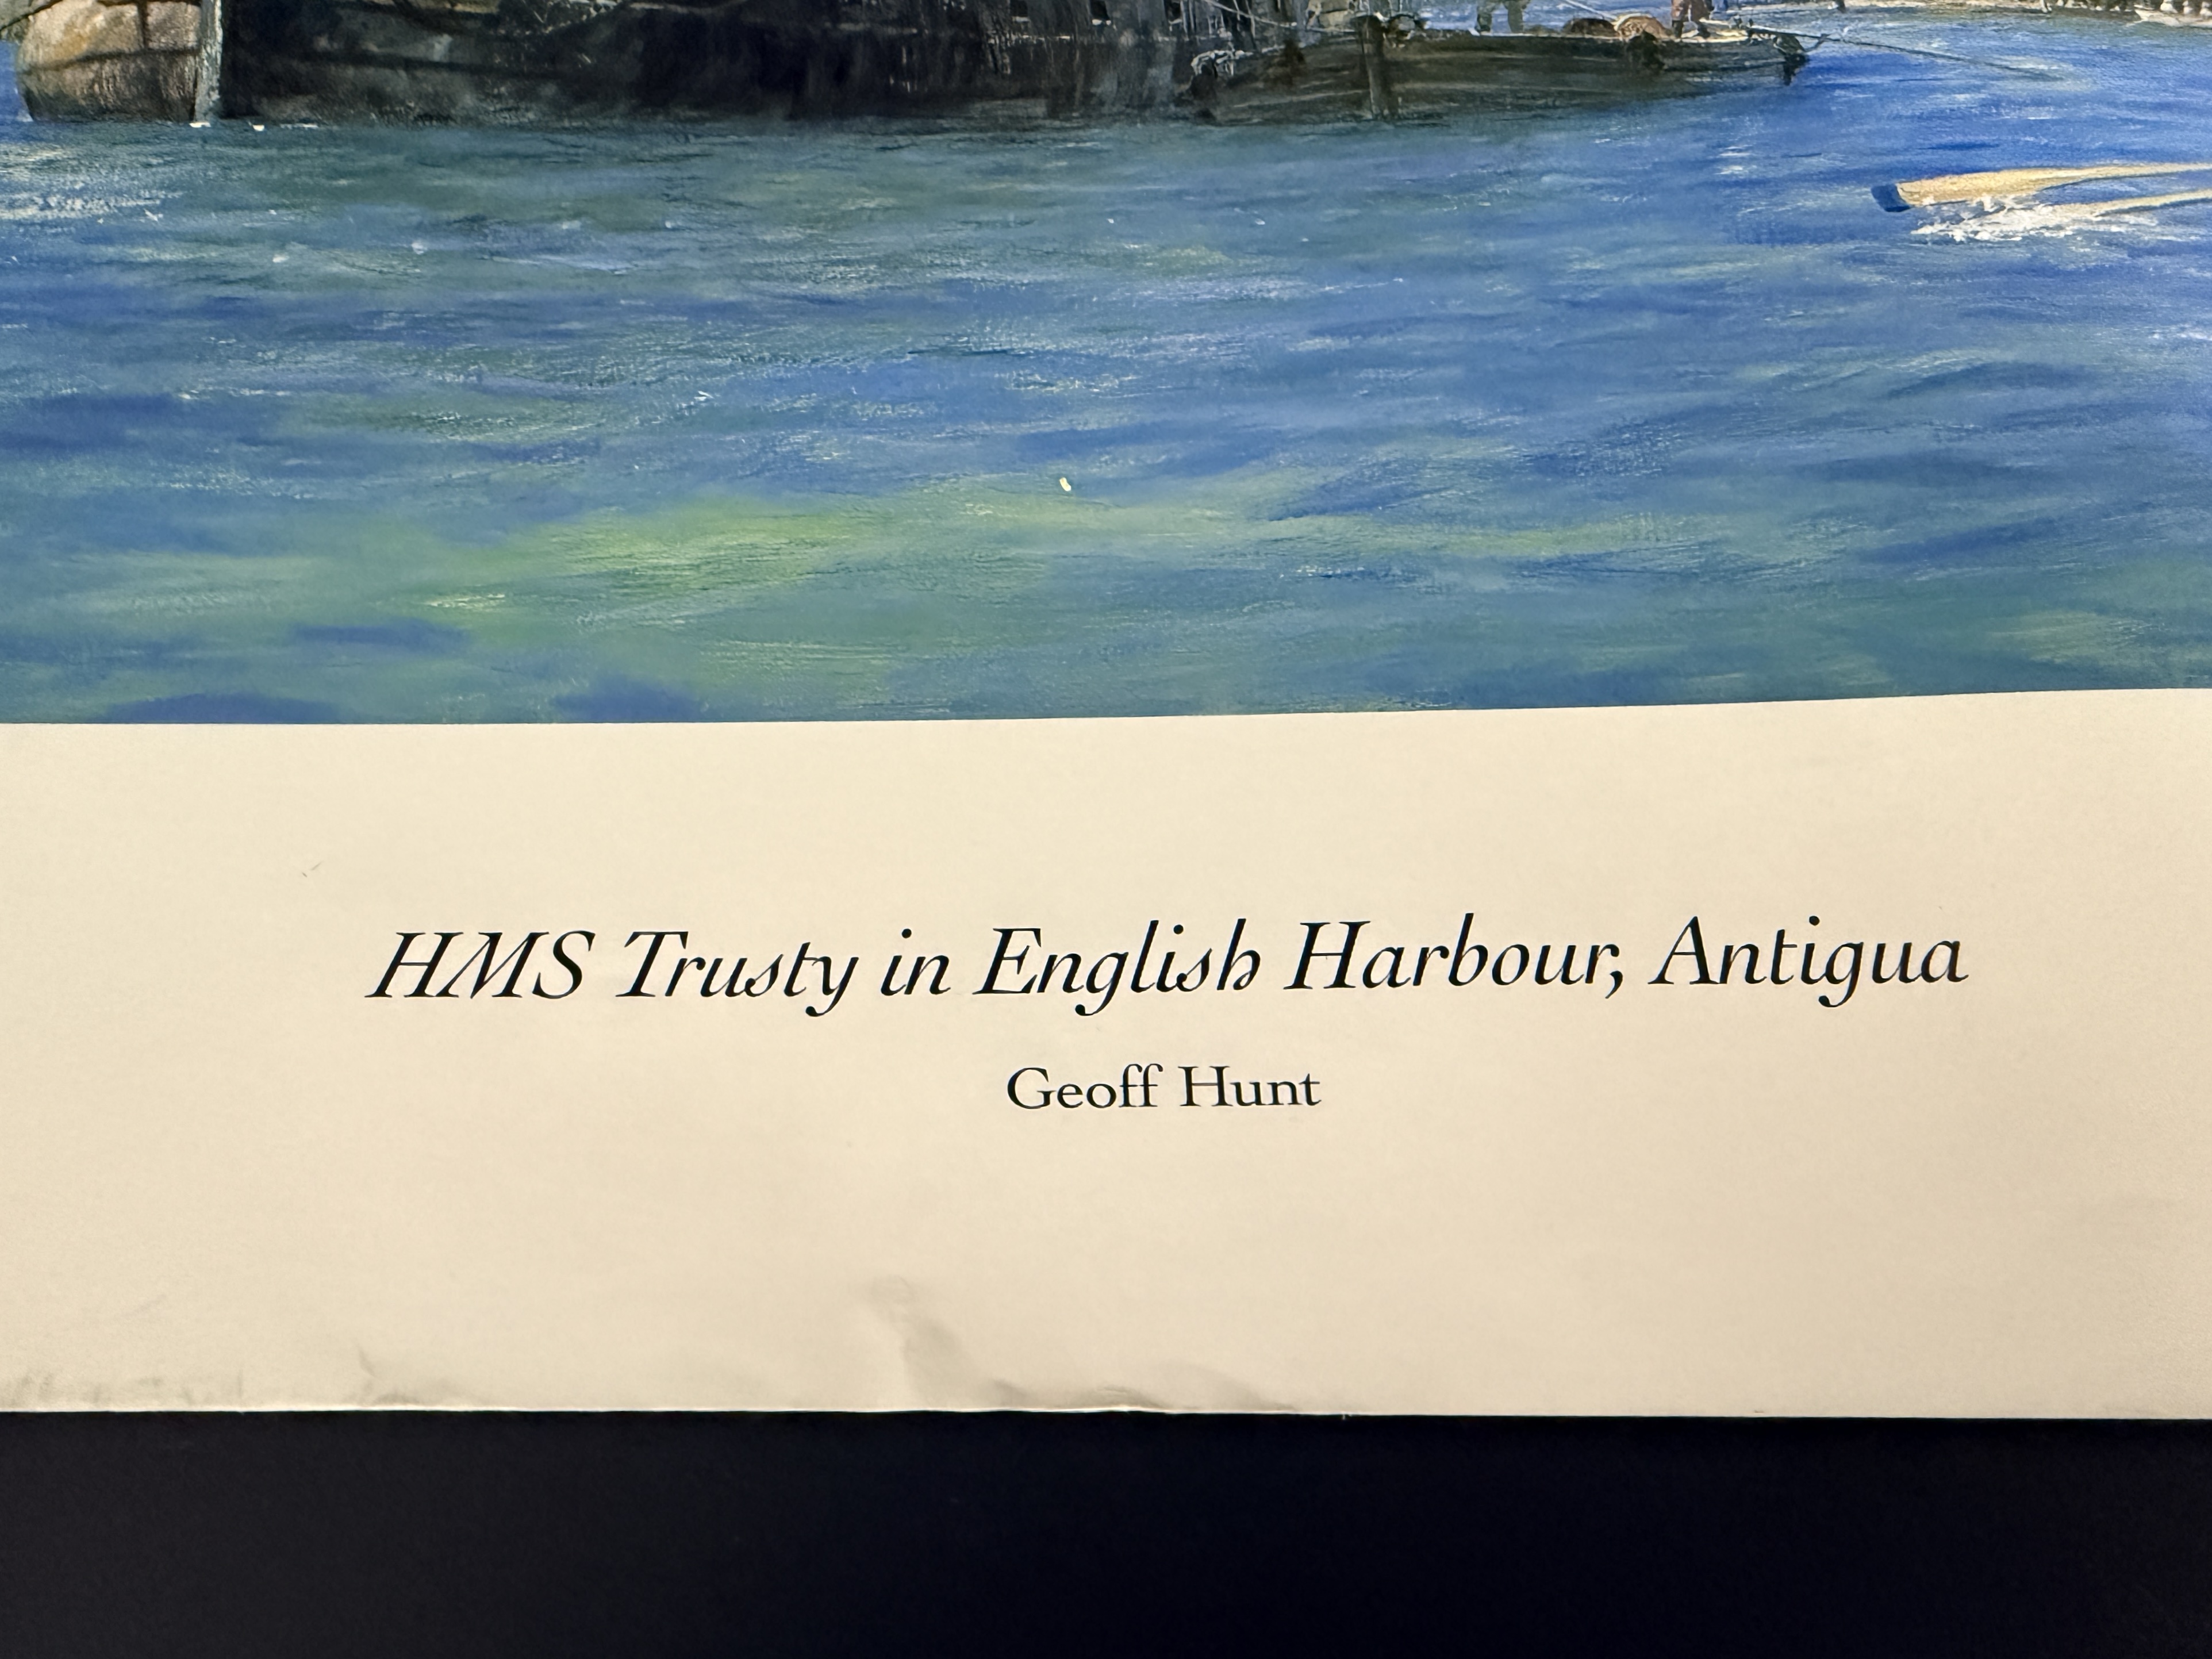 HMS Trusty in English Harbour, Antigua
Geoff Hunt